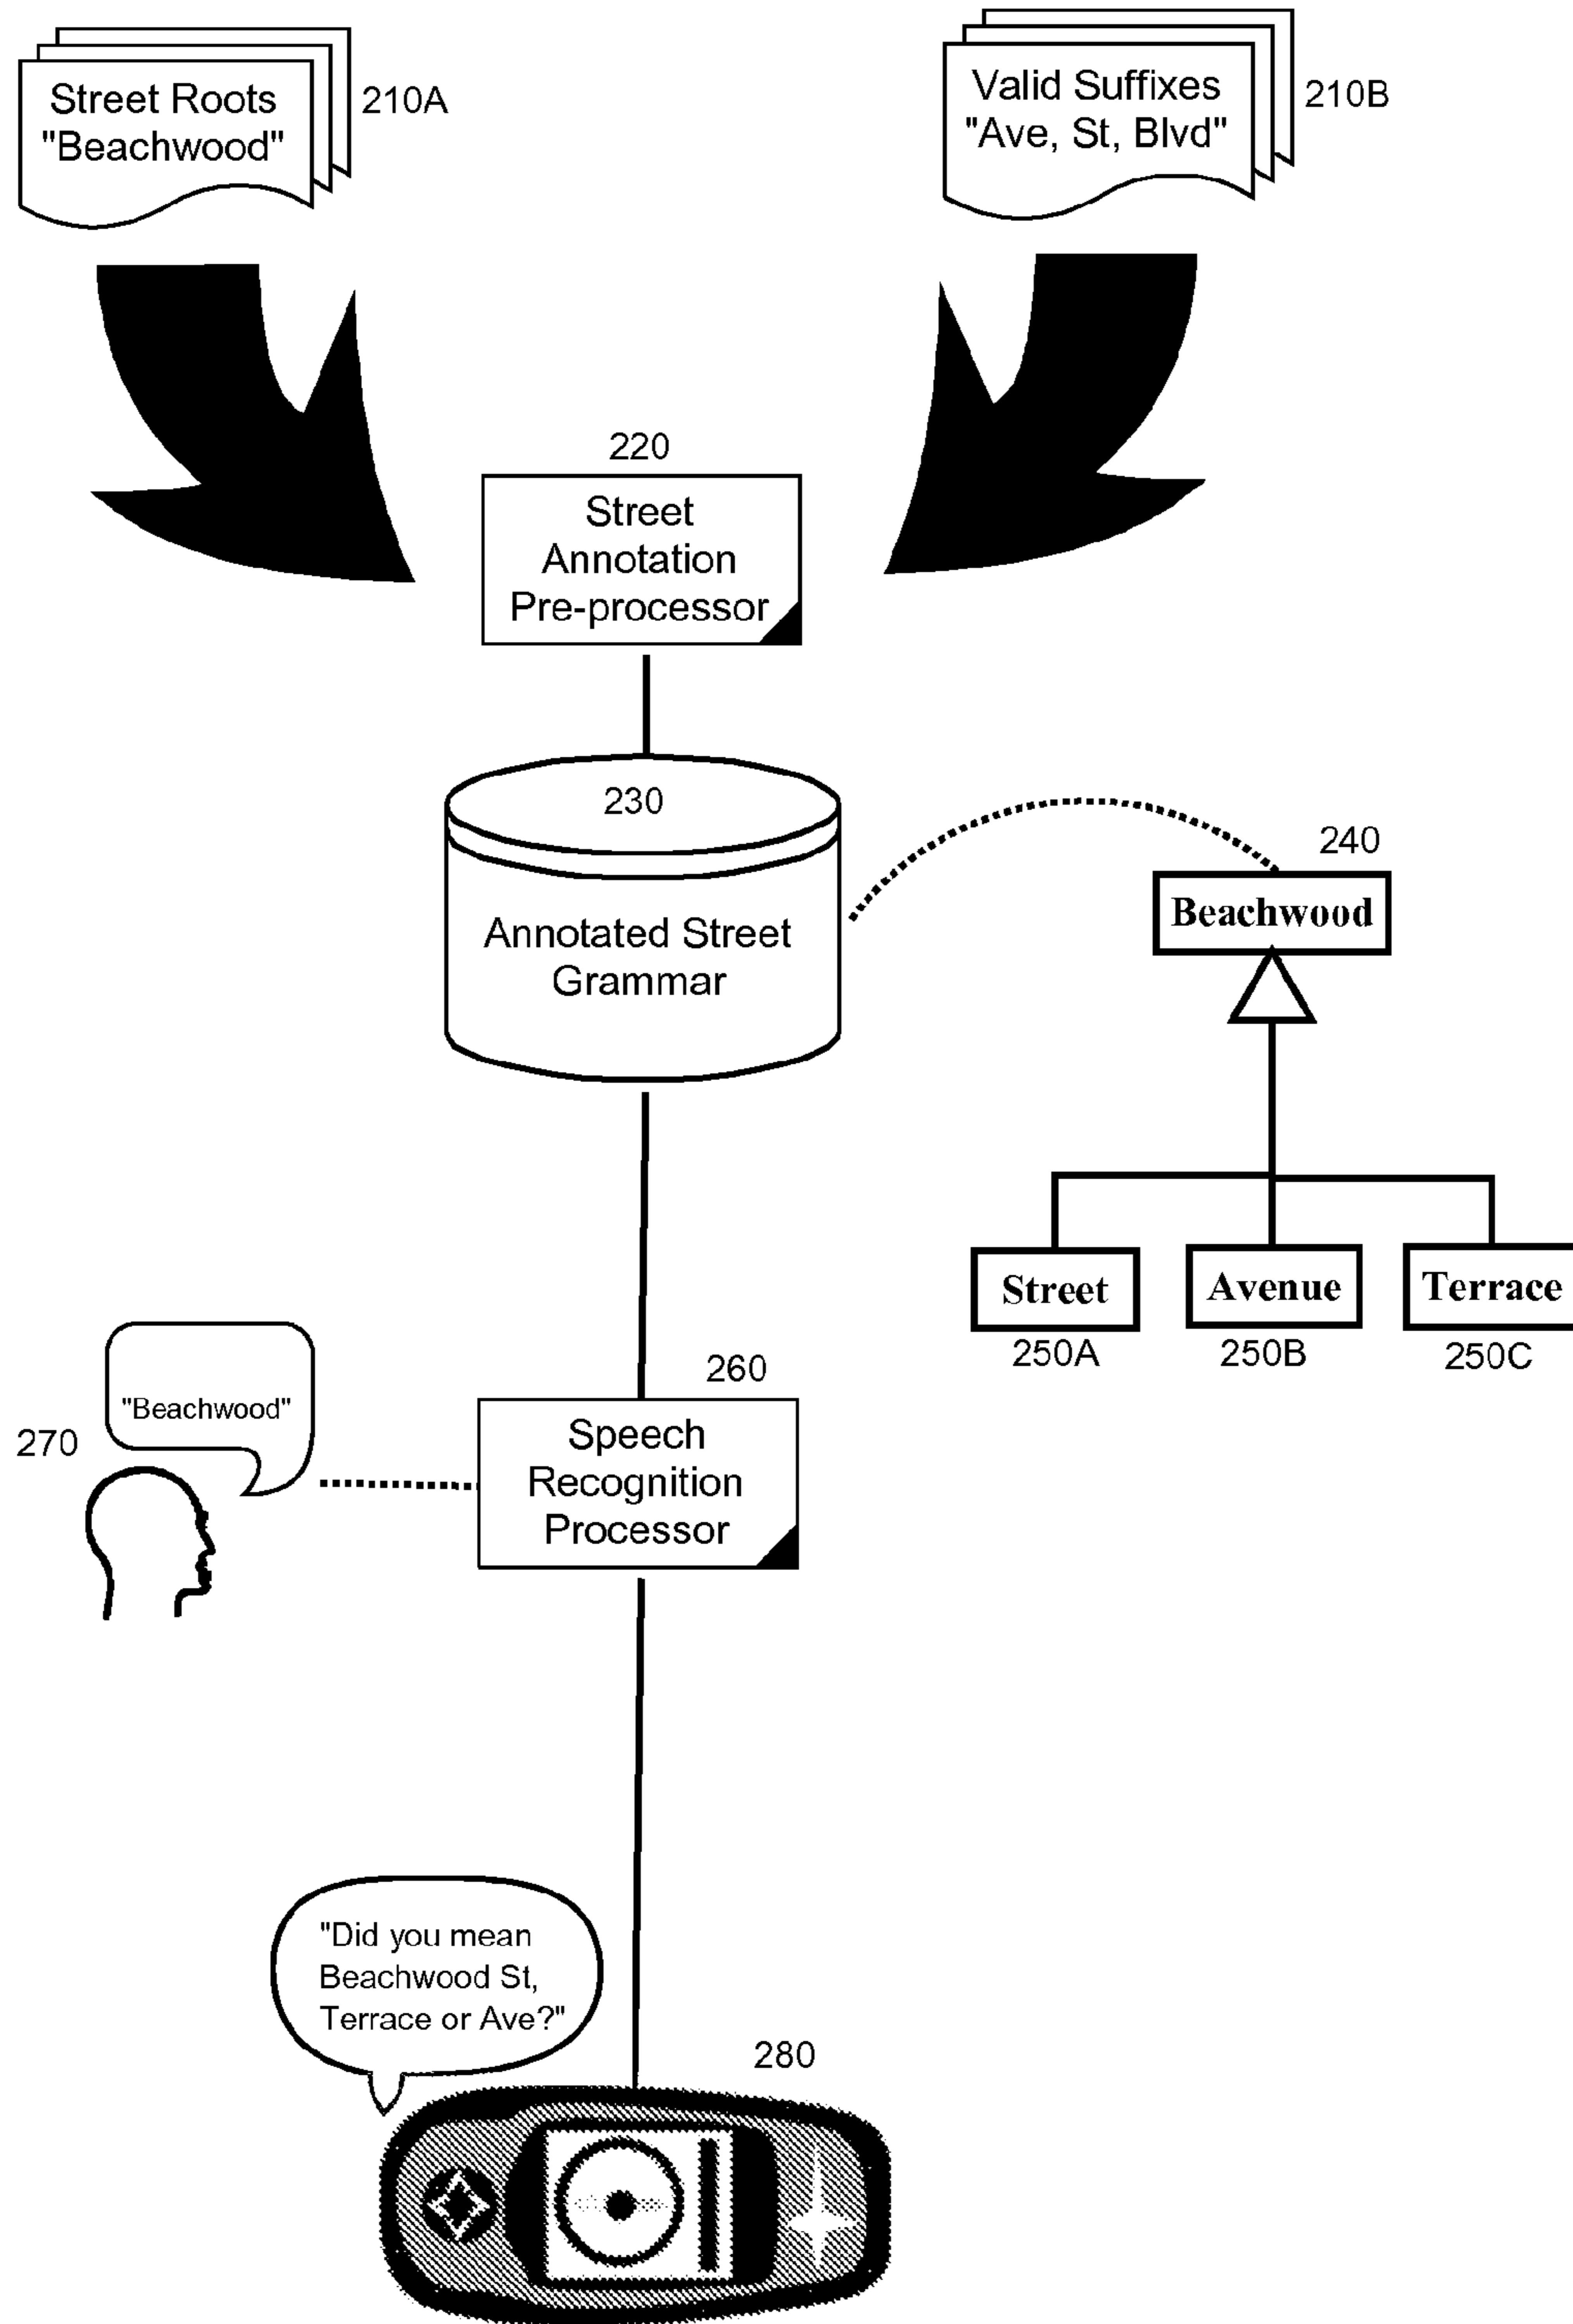 Street Roots
"Beachwood"
210A
Valid Suffixes
"Ave, St, Blvd"
210B
220
Street
Annotation
Pre-processor
230
Annotated Street
Grammar
240
Beachwood
Street
Avenue
Terrace
250A
250B
250C
260
Speech
Recognition
Processor
"Beachwood"
270
"Did you mean
Beachwood St,
Terrace or Ave?"
280